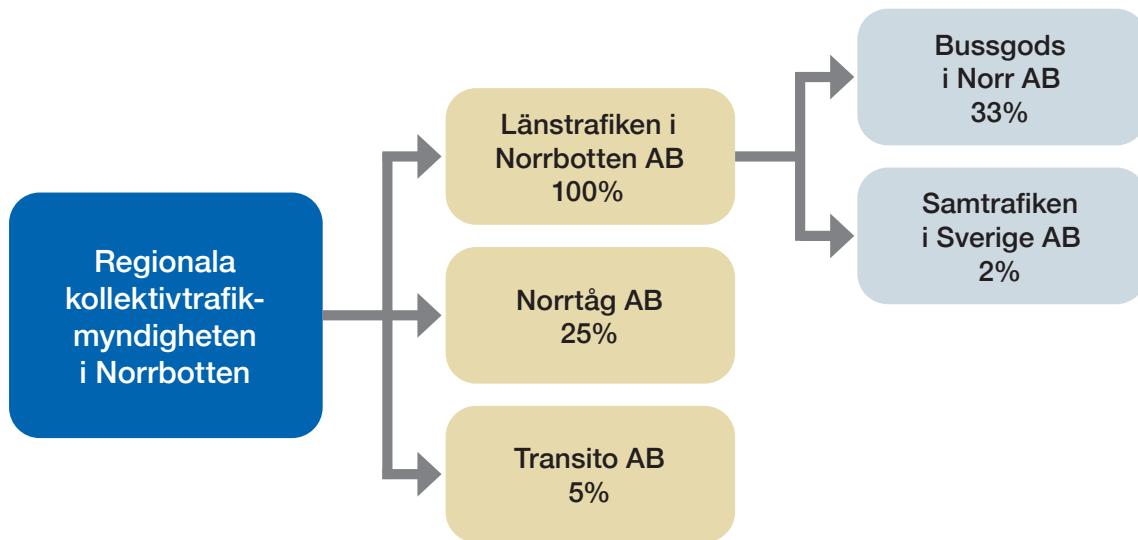 Regionala
kollektivtrafik-
myndigheten
i Norrbotten
Länstrafiken i
Norrbotten AB
100%
Norrtåg AB
25%
Transito AB
5%
Bussgods
i Norr AB
33%
Samtrafiken
i Sverige AB
2%